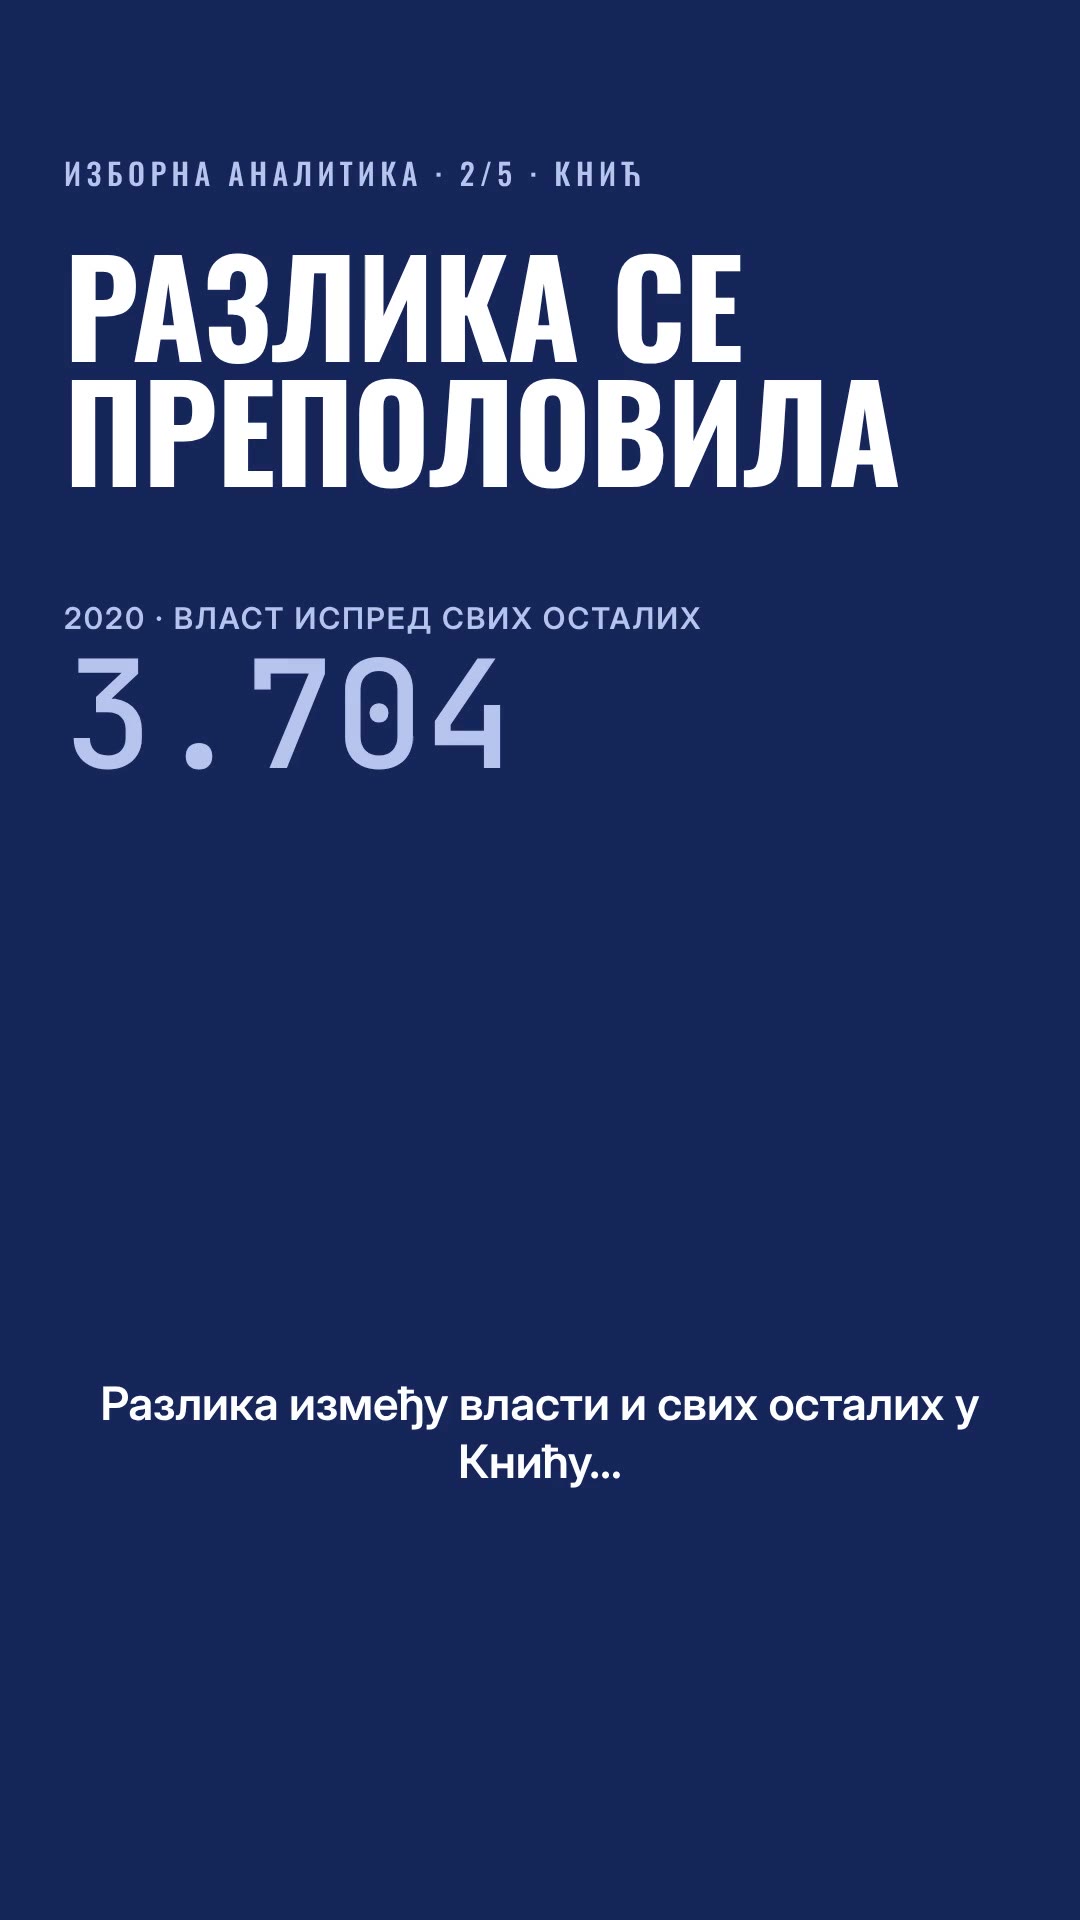 ИЗБОРНА АНАЛИТИКА · 2/5 · КНИЋ
РАЗЛИКА СЕ
ПРЕПОЛОВИЛА
2020 · ВЛАСТ ИСПРЕД СВИХ ОСТАЛИХ
3.704
Разлика између власти и свих осталих у
Книћу...